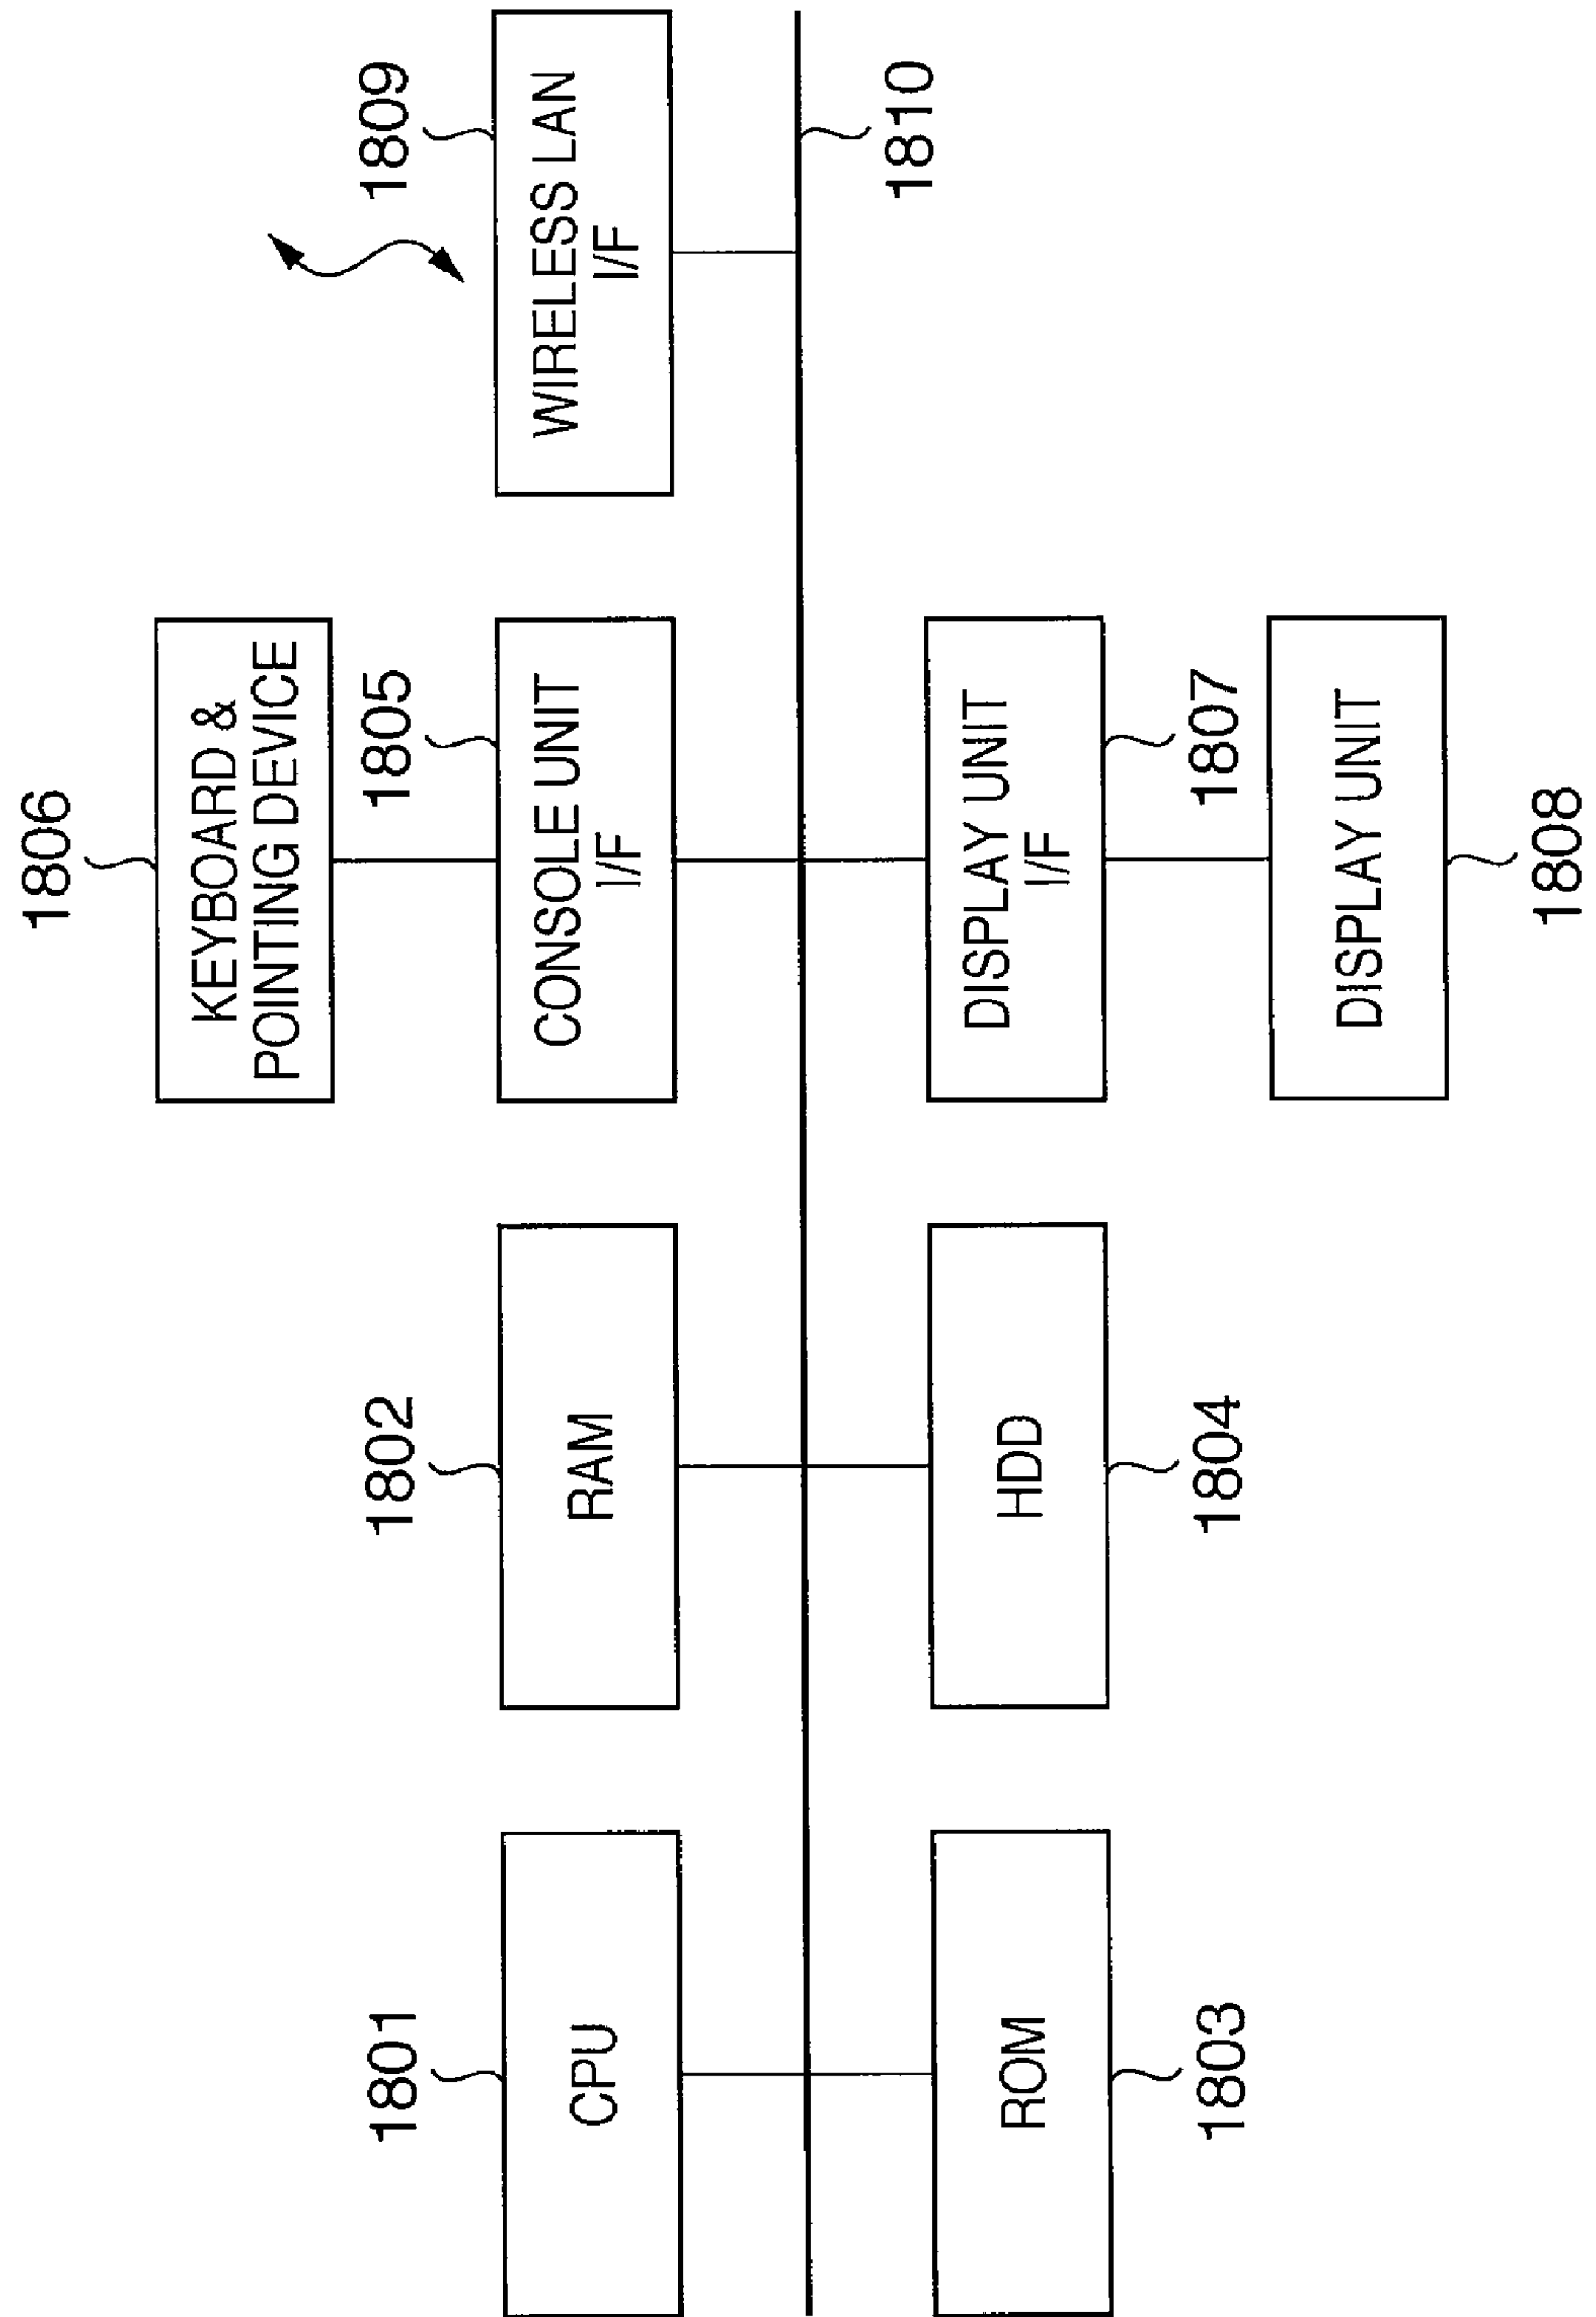 1806
KEYBOARD &
POINTING DEVICE
1801
1802
1805
1809
CPU
RAM
CONSOLE UNIT
I/F
WIRELESS LAN
I/F
1810
ROM
HDD
DISPLAY UNIT
I/F
1803
1804
1807
DISPLAY UNIT
1808